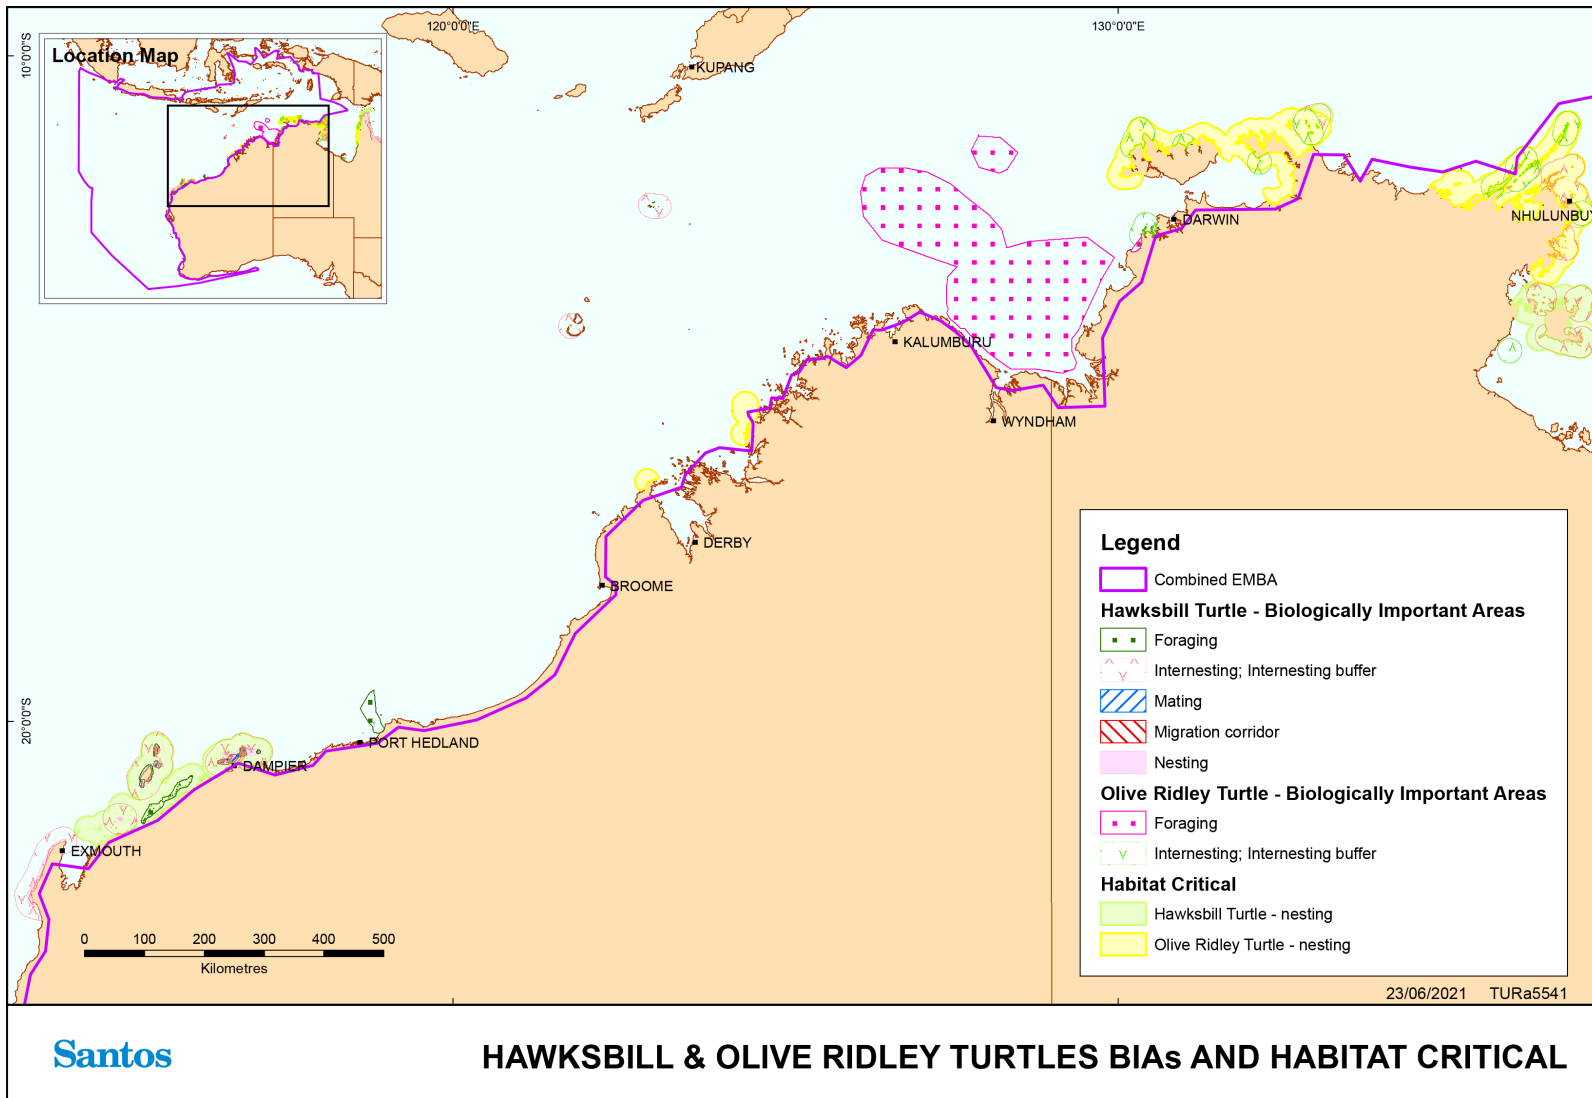 120°0'0"E
130°0'0"E
10°0'0"S
Location Map
KUPANG
DARWIN
NHULUNBUY
KALUMBURU
WYNDHAM
DERBY
BROOME
20°0'0"S
PORT HEDLAND
DAMPIER
EXMOUTH
0 100 200 300 400 500
Kilometres
Legend
Combined EMBA
Hawksbill Turtle - Biologically Important Areas
Foraging
Internesting; Internesting buffer
Mating
Migration corridor
Nesting
Olive Ridley Turtle - Biologically Important Areas
Foraging
Internesting; Internesting buffer
Habitat Critical
Hawksbill Turtle - nesting
Olive Ridley Turtle - nesting
23/06/2021 TURa5541
Santos
HAWKSBILL & OLIVE RIDLEY TURTLES BIAs AND HABITAT CRITICAL